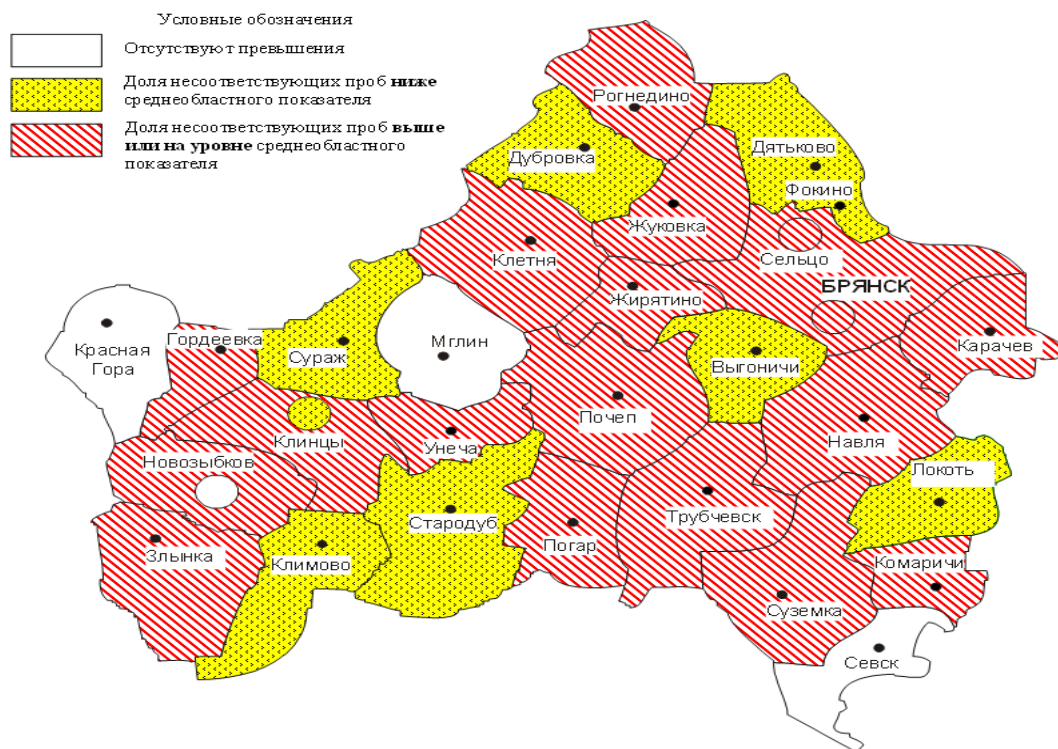 Условные обозначения
Отсутствуют превышения
Доля несоответствующих проб ниже
среднеобластного показателя
Доля несоответствующих проб выше
или на уровне среднеобластного
показателя
Рогнедино
Дубровка
Дятьково
Фокино
Жуковка
Клетня
Сельцо
Жирятино
БРЯНСК
Карачев
Красная
Гора
Гордеевка
Сураж
Мглин
Выгоничи
Почеп
Клинцы
Унеча
Навля
Новозыбков
Локоть
Стародуб
Трубчевск
Погар
Злынка
Климово
Комаричи
Суземка
Севск